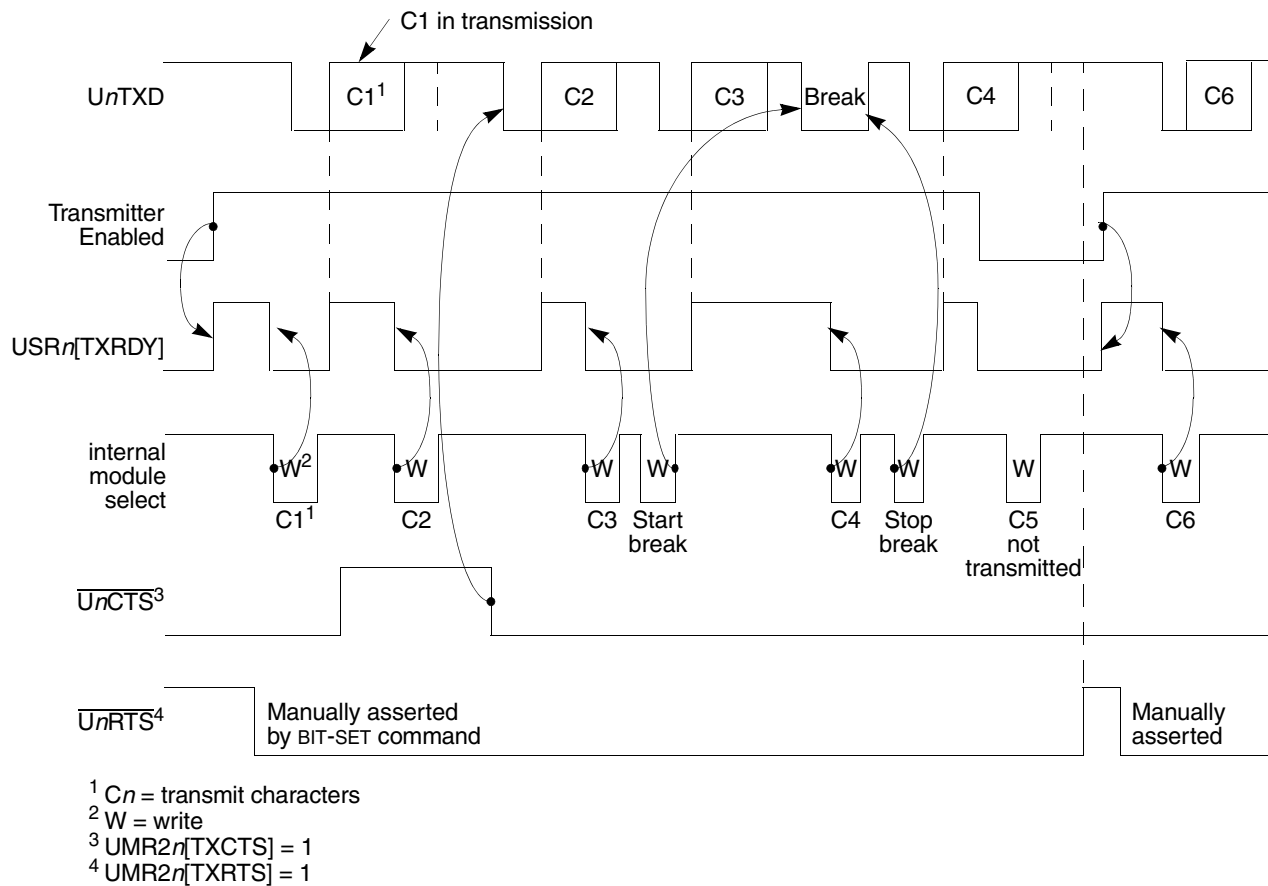 C1 in transmission
UnTXD
C1¹
C2
C3
Break
C4
C6
Transmitter
Enabled
USRn[TXRDY]
internal
module
select
W²
W
W
W
W
W
W
W
C1¹
C2
C3
Start
break
C4
Stop
break
C5
not
transmitted
C6
UnCTS³
UnRTS⁴
Manually asserted
by BIT-SET command
Manually
asserted
¹ Cn = transmit characters
² W = write
³ UMR2n[TXCTS] = 1
⁴ UMR2n[TXRTS] = 1